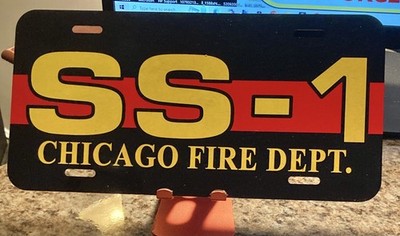 SS-1
CHICAGO FIRE DEPT.